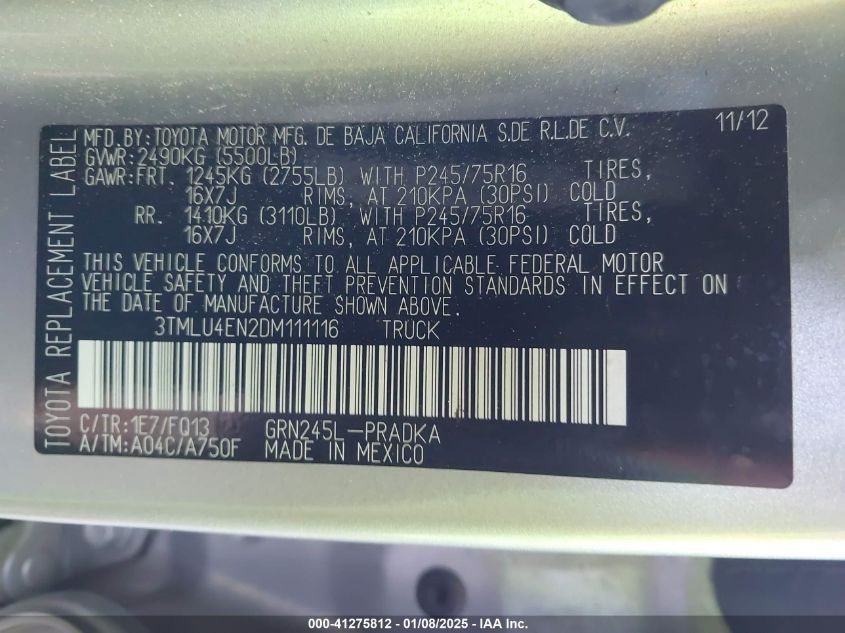 TOYOTA REPLACEMENT LABEL
MFD. BY: TOYOTA MOTOR MFG. DE BAJA CALIFORNIA S.DE R.L.DE C.V. 11/12
GVWR: 2490KG (5500LB)
GAWR: FRT. 1245KG (2755LB) WITH P245/75R16 TIRES,
16X7J RIMS, AT 210KPA (30PSI) COLD
RR. 1410KG (3110LB) WITH P245/75R16 TIRES,
16X7J RIMS, AT 210KPA (30PSI) COLD
THIS VEHICLE CONFORMS TO ALL APPLICABLE FEDERAL MOTOR
VEHICLE SAFETY AND THEFT PREVENTION STANDARDS IN EFFECT ON
THE DATE OF MANUFACTURE SHOWN ABOVE.
3TMLU4EN2DM111116 TRUCK
C/TR: 1E7/FQ13 GRN245L-PRADKA
A/TM: A04C/A750F MADE IN MEXICO
000-41275812 - 01/08/2025 - IAA Inc.